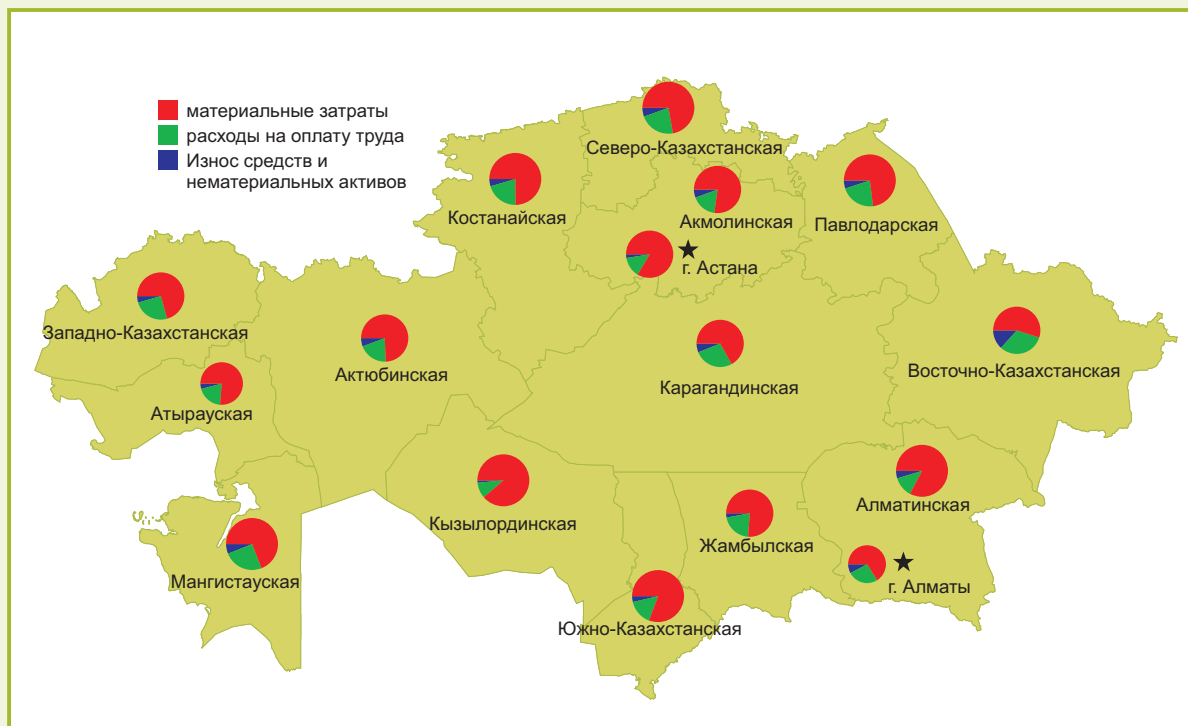 материальные затраты
расходы на оплату труда
Износ средств и
нематериальных активов
Северо-Казахстанская
Костанайская
Акмолинская
Павлодарская
г. Астана
Западно-Казахстанская
Актюбинская
Карагандинская
Восточно-Казахстанская
Атырауская
Кызылординская
Алматинская
Жамбылская
Мангистауская
г. Алматы
Южно-Казахстанская